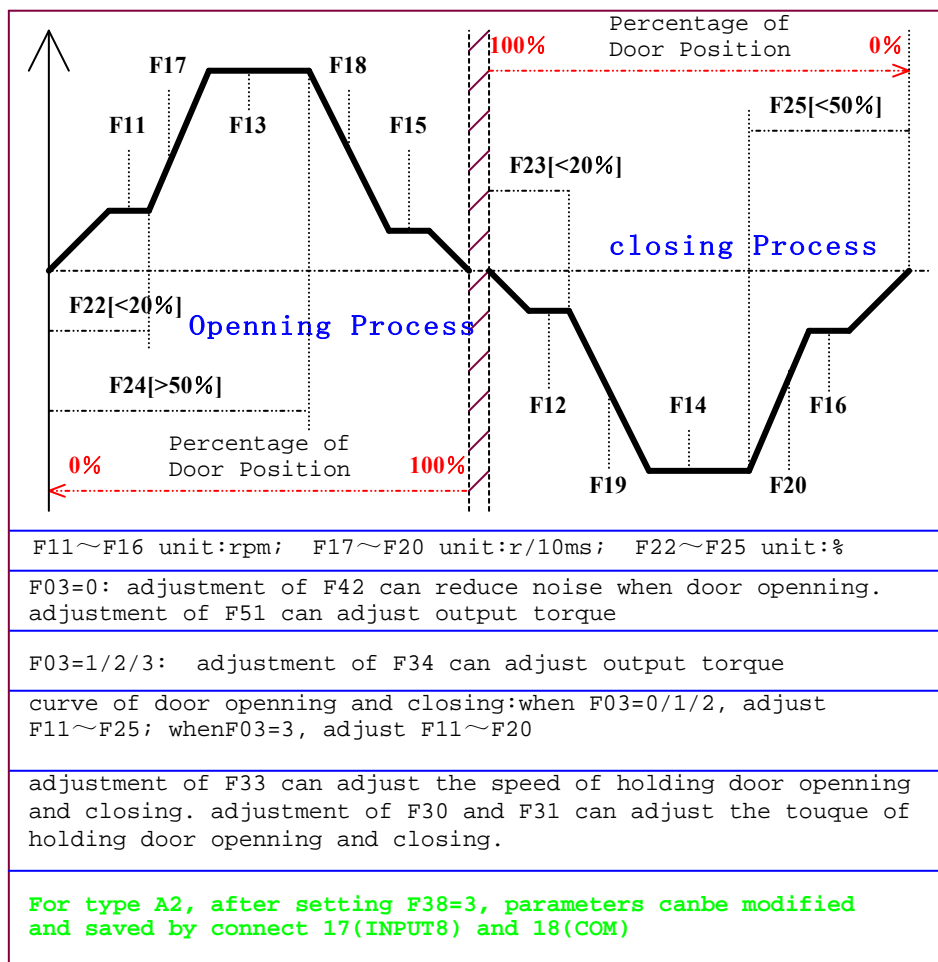 Percentage of
Door Position
100%
0%
F17
F18
F11
F13
F15
F25[<50%]
F23[<20%]
closing Process
F22[<20%]
Openning Process
F24[>50%]
F12
F14
F16
Percentage of
Door Position
0%
100%
F19
F20
F11～F16 unit:rpm; F17～F20 unit:r/10ms; F22～F25 unit:%
F03=0: adjustment of F42 can reduce noise when door openning.
adjustment of F51 can adjust output torque
F03=1/2/3: adjustment of F34 can adjust output torque
curve of door openning and closing:when F03=0/1/2, adjust
F11～F25; whenF03=3, adjust F11～F20
adjustment of F33 can adjust the speed of holding door openning
and closing. adjustment of F30 and F31 can adjust the touque of
holding door openning and closing.
For type A2, after setting F38=3, parameters canbe modified
and saved by connect 17(INPUT8) and 18(COM)